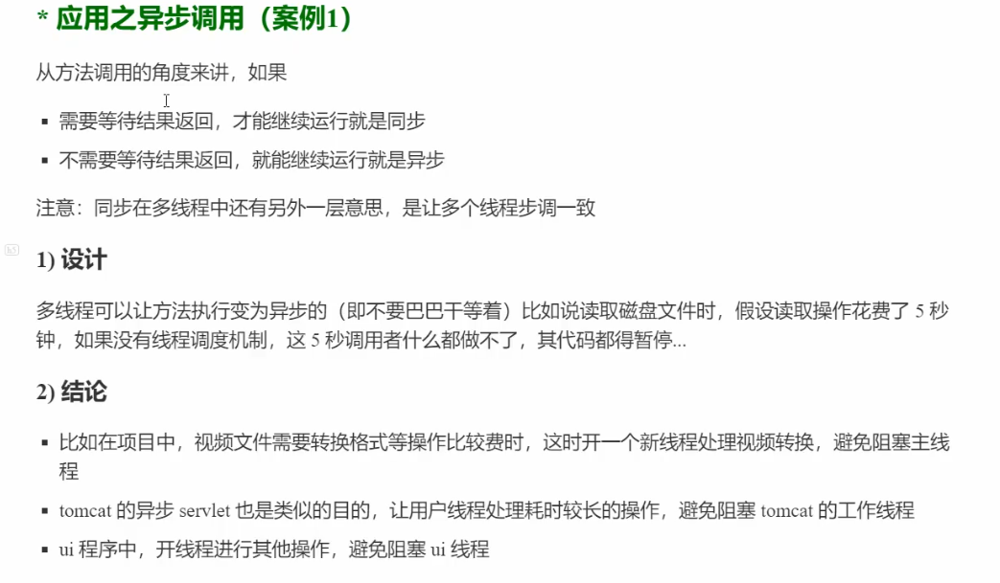 * 应用之异步调用（案例1）
从方法调用的角度来讲，如果
▪ 需要等待结果返回，才能继续运行就是同步
▪ 不需要等待结果返回，就能继续运行就是异步
注意：同步在多线程中还有另外一层意思，是让多个线程步调一致
h3
1) 设计
多线程可以让方法执行变为异步的（即不要巴巴干等着）比如说读取磁盘文件时，假设读取操作花费了 5 秒
钟，如果没有线程调度机制，这 5 秒调用者什么都做不了，其代码都得暂停...
2) 结论
▪ 比如在项目中，视频文件需要转换格式等操作比较费时，这时开一个新线程处理视频转换，避免阻塞主线
程
▪ tomcat 的异步 servlet 也是类似的目的，让用户线程处理耗时较长的操作，避免阻塞 tomcat 的工作线程
▪ ui 程序中，开线程进行其他操作，避免阻塞 ui 线程